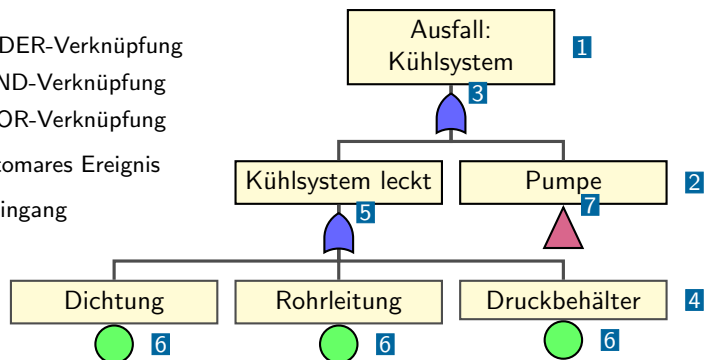 DER-Verknüpfung
ND-Verknüpfung
OR-Verknüpfung
tomares Ereignis
ingang
Ausfall:
Kühlsystem
1
3
Kühlsystem leckt
Pumpe
2
5
7
Dichtung
Rohrleitung
Druckbehälter
4
6
6
6